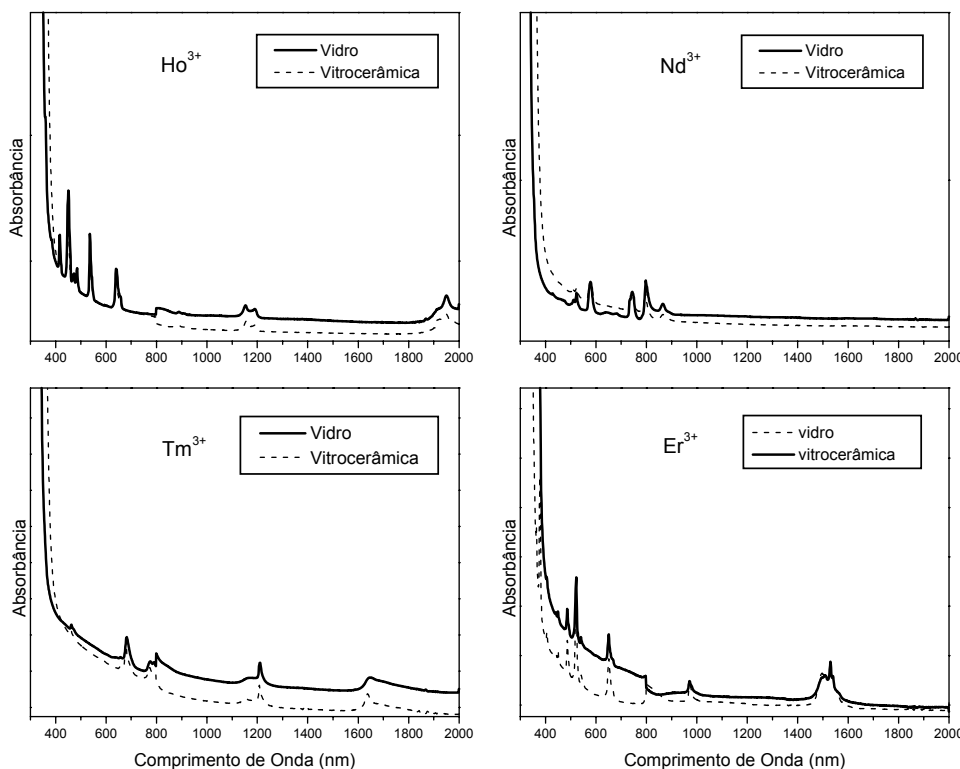 Ho3+
Vidro
Vitrocerâmica
Absorbância
400 600 800 1000 1200 1400 1600 1800 2000
Nd3+
Vidro
Vitrocerâmica
Absorbância
400 600 800 1000 1200 1400 1600 1800 2000
Tm3+
Vidro
Vitrocerâmica
Absorbância
400 600 800 1000 1200 1400 1600 1800 2000
Comprimento de Onda (nm)
Er3+
vidro
vitrocerâmica
Absorbância
400 600 800 1000 1200 1400 1600 1800 2000
Comprimento de Onda (nm)